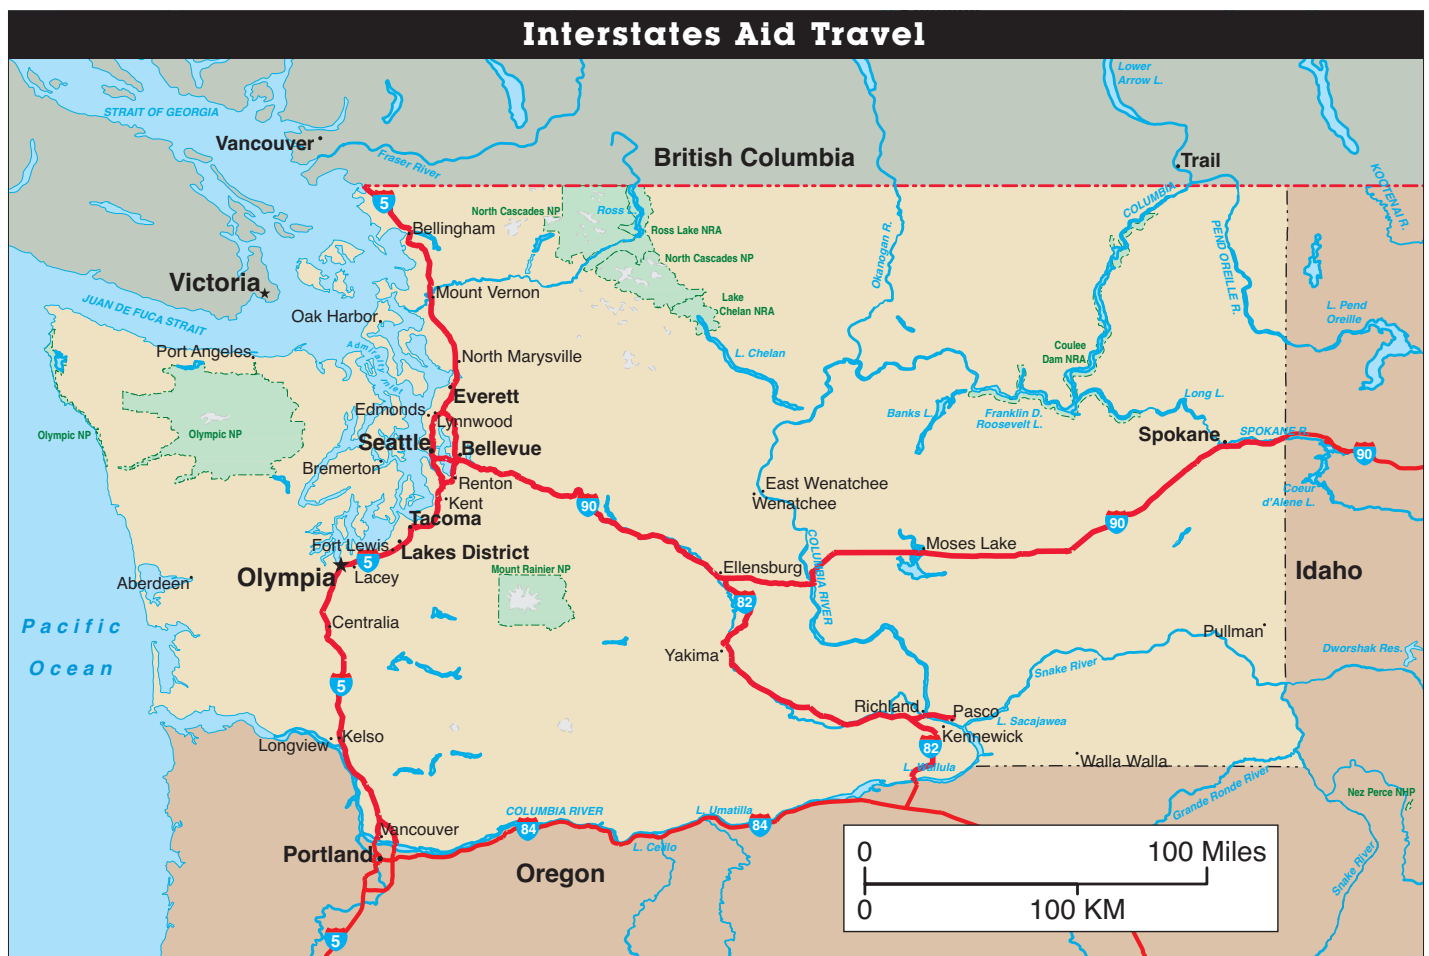 Interstates Aid Travel
Lower
Arrow L.
STRAIT OF GEORGIA
Vancouver
Fraser River
British Columbia
Trail
KOOTENAI R.
5
North Cascades NP
Ross L.
COLUMBIA
Bellingham
Ross Lake NRA
Okanogan R.
PEND OREILLE R.
North Cascades NP
Victoria
Mount Vernon
Lake
Chelan NRA
JUAN DE FUCA STRAIT
Oak Harbor
L. Pend
Oreille
Port Angeles
Admiralty Inlet
North Marysville
L. Chelan
Coulee
Dam NRA
Everett
Long L.
Edmonds
Lynnwood
Banks L.
Franklin D.
Roosevelt L.
Olympic NP
Olympic NP
Seattle
Bellevue
Spokane
SPOKANE R.
90
Bremerton
Renton
East Wenatchee
Wenatchee
Coeur
d'Alene L.
Kent
90
Tacoma
90
Fort Lewis
Lakes District
COLUMBIA RIVER
Moses Lake
5
Olympia
Lacey
Mount Rainier NP
Ellensburg
Idaho
Aberdeen
82
Pacific
Ocean
Centralia
Pullman
Yakima
Dworshak Res.
Snake River
5
Richland
Pasco
L. Sacajawea
Longview
Kelso
Kennewick
82
L. Wallula
Walla Walla
Grande Ronde River
Nez Perce NHP
COLUMBIA RIVER
L. Umatilla
84
84
Vancouver
Portland
L. Celilo
Oregon
Snake River
0
100 Miles
0
100 KM
5